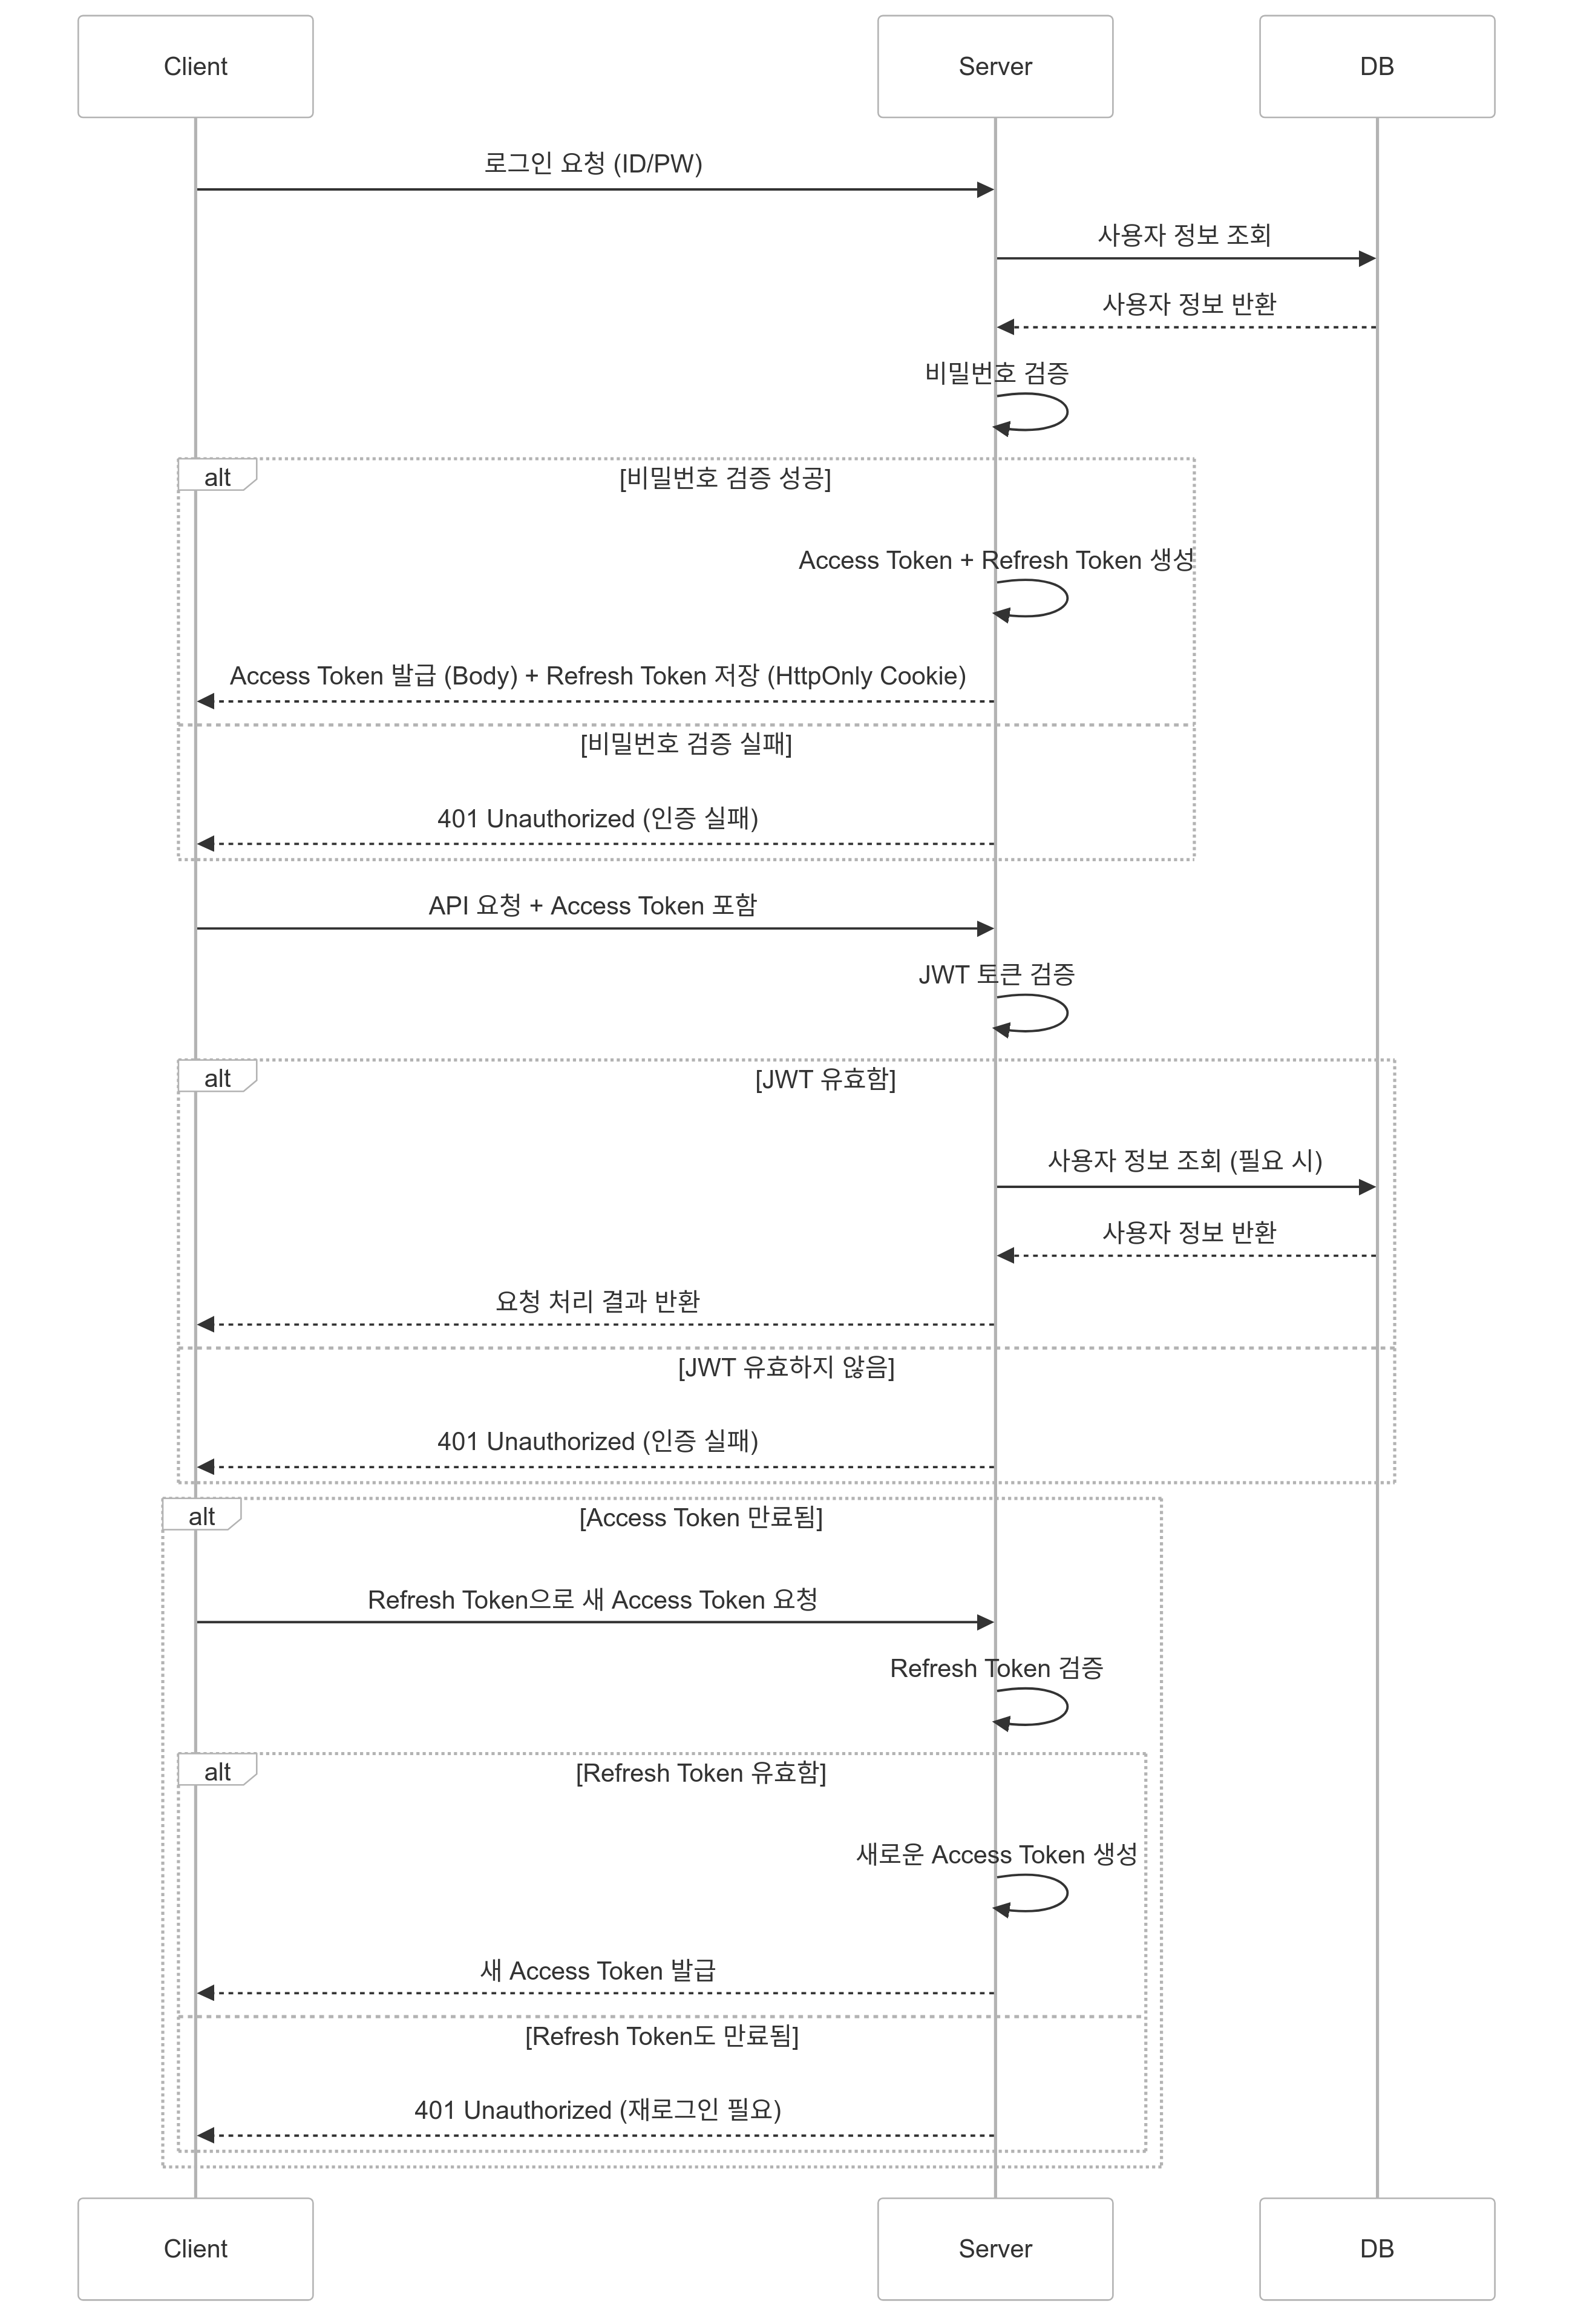 Client
Server
DB
로그인 요청 (ID/PW)
사용자 정보 조회
사용자 정보 반환
비밀번호 검증
alt
[비밀번호 검증 성공]
Access Token + Refresh Token 생성
Access Token 발급 (Body) + Refresh Token 저장 (HttpOnly Cookie)
[비밀번호 검증 실패]
401 Unauthorized (인증 실패)
API 요청 + Access Token 포함
JWT 토큰 검증
alt
[JWT 유효함]
사용자 정보 조회 (필요 시)
사용자 정보 반환
요청 처리 결과 반환
[JWT 유효하지 않음]
401 Unauthorized (인증 실패)
alt
[Access Token 만료됨]
Refresh Token으로 새 Access Token 요청
Refresh Token 검증
alt
[Refresh Token 유효함]
새로운 Access Token 생성
새 Access Token 발급
[Refresh Token도 만료됨]
401 Unauthorized (재로그인 필요)
Client
Server
DB